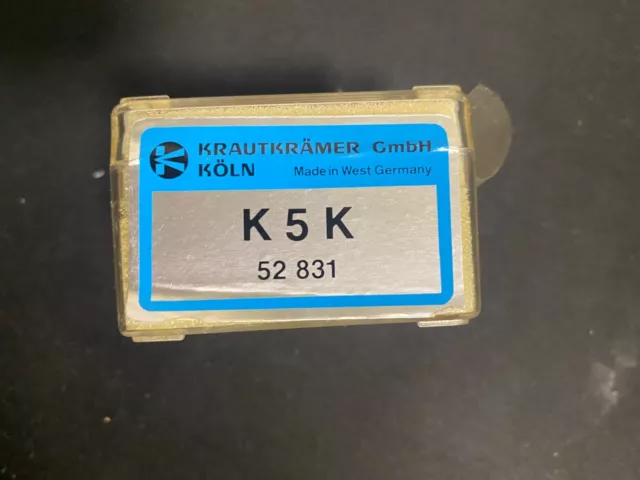 KRAUTKRÄMER GmbH
KÖLN Made in West Germany
K 5 K
52 831